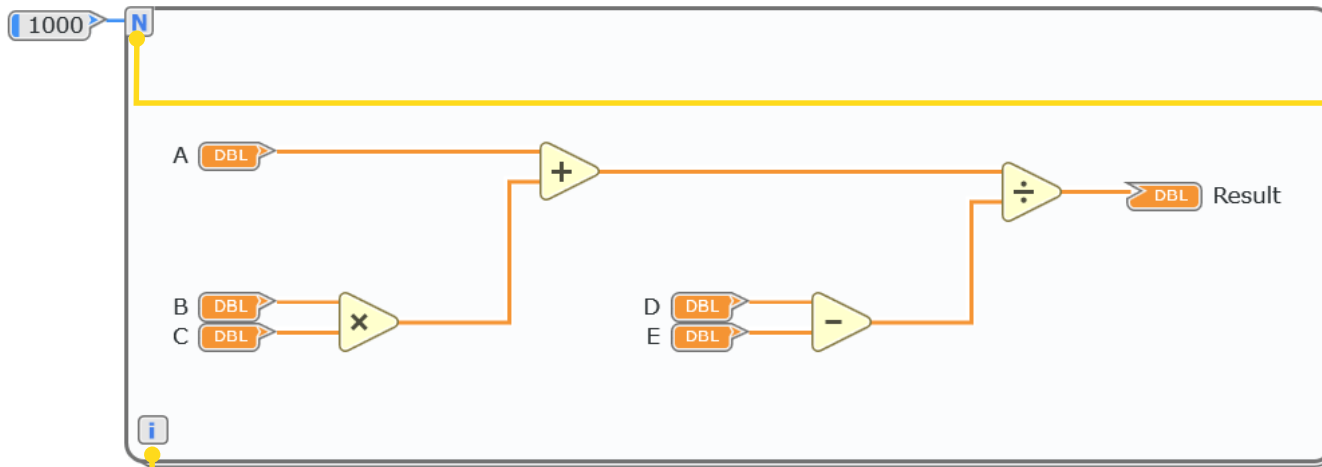 1000
N
A DBL
+
÷
DBL Result
B DBL
×
C DBL
D DBL
−
E DBL
i